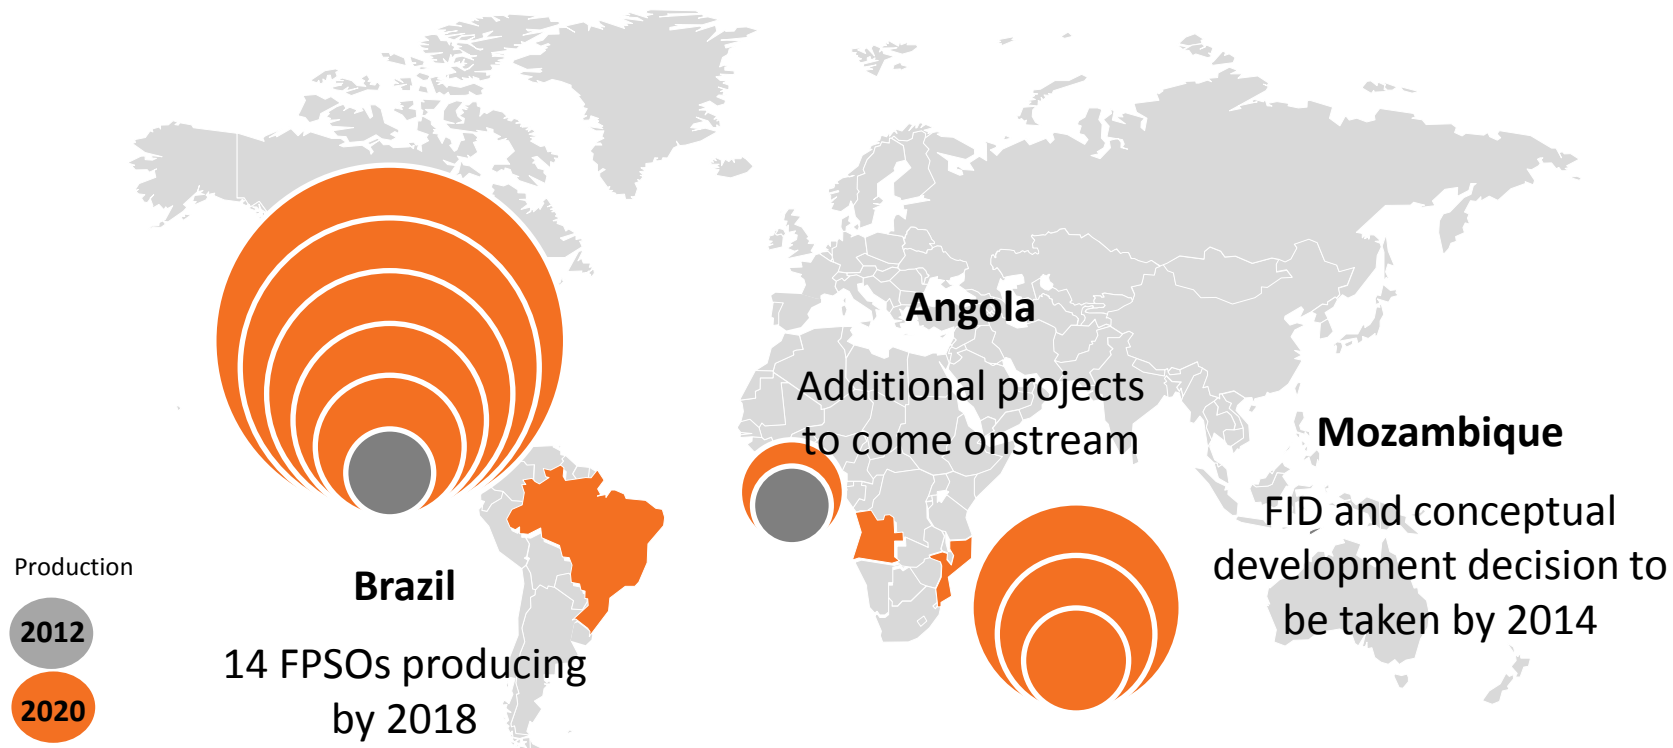 Angola
Additional projects
to come onstream
Mozambique
FID and conceptual
development decision to
be taken by 2014
Brazil
14 FPSOs producing
by 2018
Production
2012
2020